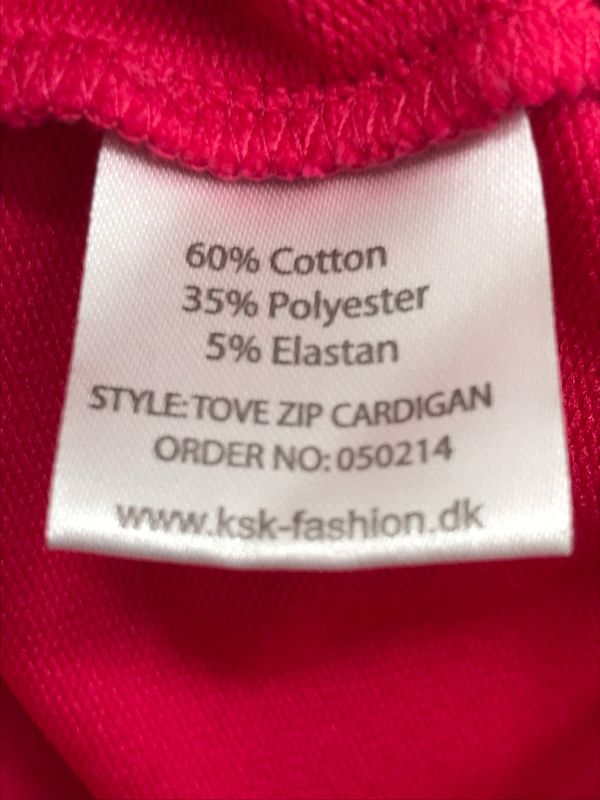 60% Cotton
35% Polyester
5% Elastan
STYLE:TOVE ZIP CARDIGAN
ORDER NO:050214
www.ksk-fashion.dk